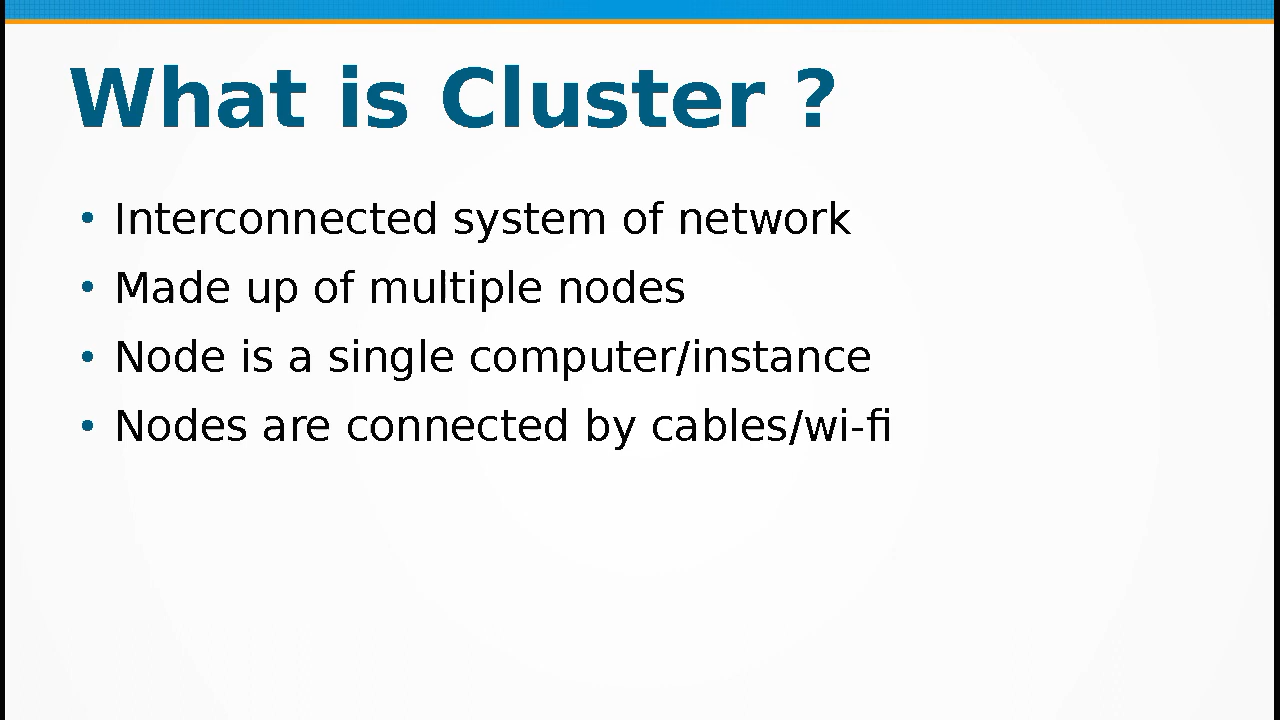 What is Cluster ?
• Interconnected system of network
• Made up of multiple nodes
• Node is a single computer/instance
• Nodes are connected by cables/wi-fi